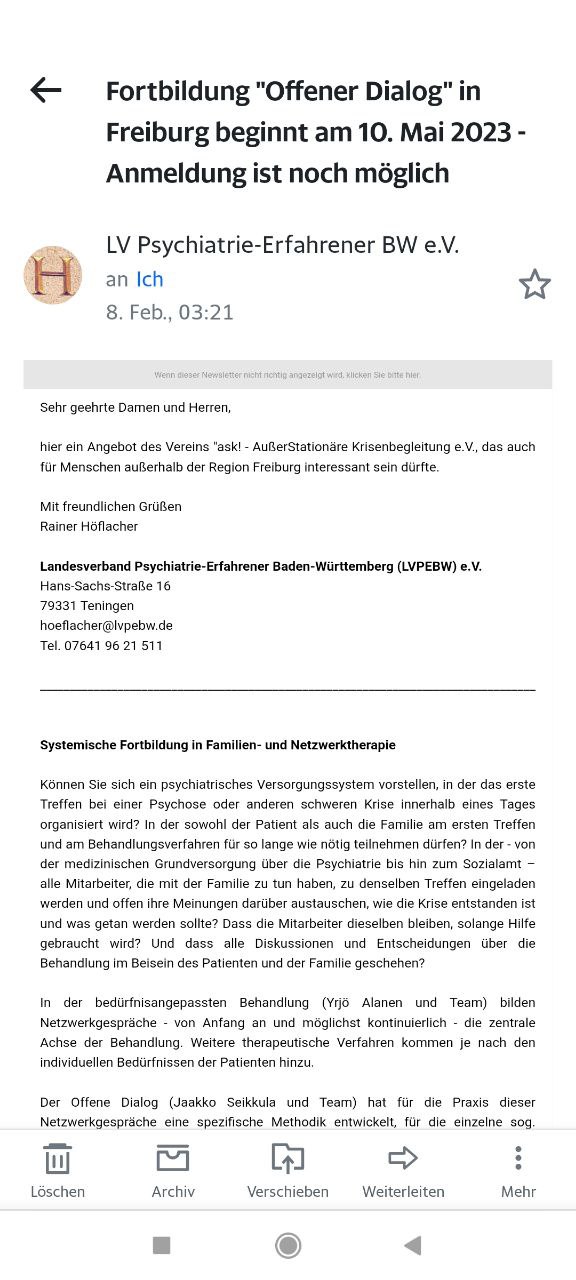 Fortbildung "Offener Dialog" in
Freiburg beginnt am 10. Mai 2023 -
Anmeldung ist noch möglich
H
LV Psychiatrie-Erfahrener BW e.V.
an Ich
8. Feb., 03:21
Wenn dieser Newsletter nicht richtig angezeigt wird, klicken Sie bitte hier.
Sehr geehrte Damen und Herren,
hier ein Angebot des Vereins "ask! - AußerStationäre Krisenbegleitung e.V., das auch
für Menschen außerhalb der Region Freiburg interessant sein dürfte.
Mit freundlichen Grüßen
Rainer Höflacher
Landesverband Psychiatrie-Erfahrener Baden-Württemberg (LVPEBW) e.V.
Hans-Sachs-Straße 16
79331 Teningen
hoeflacher@lvpebw.de
Tel. 07641 96 21 511
Systemische Fortbildung in Familien- und Netzwerktherapie
Können Sie sich ein psychiatrisches Versorgungssystem vorstellen, in der das erste
Treffen bei einer Psychose oder anderen schweren Krise innerhalb eines Tages
organisiert wird? In der sowohl der Patient als auch die Familie am ersten Treffen
und am Behandlungsverfahren für so lange wie nötig teilnehmen dürfen? In der - von
der medizinischen Grundversorgung über die Psychiatrie bis hin zum Sozialamt –
alle Mitarbeiter, die mit der Familie zu tun haben, zu denselben Treffen eingeladen
werden und offen ihre Meinungen darüber austauschen, wie die Krise entstanden ist
und was getan werden sollte? Dass die Mitarbeiter dieselben bleiben, solange Hilfe
gebraucht wird? Und dass alle Diskussionen und Entscheidungen über die
Behandlung im Beisein des Patienten und der Familie geschehen?
In der bedürfnisangepassten Behandlung (Yrjö Alanen und Team) bilden
Netzwerkgespräche - von Anfang an und möglichst kontinuierlich - die zentrale
Achse der Behandlung. Weitere therapeutische Verfahren kommen je nach den
individuellen Bedürfnissen der Patienten hinzu.
Der Offene Dialog (Jaakko Seikkula und Team) hat für die Praxis dieser
Netzwerkgespräche eine spezifische Methodik entwickelt, für die einzelne sog.
Löschen
Archiv
Verschieben
Weiterleiten
Mehr